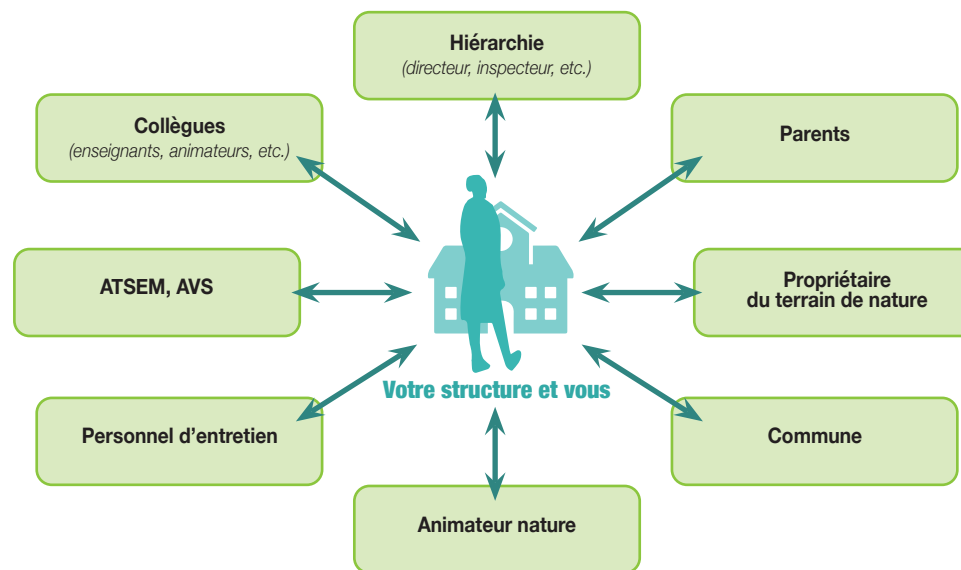 Hiérarchie
(directeur, inspecteur, etc.)
Collègues
(enseignants, animateurs, etc.)
Parents
ATSEM, AVS
Propriétaire
du terrain de nature
Votre structure et vous
Personnel d’entretien
Commune
Animateur nature